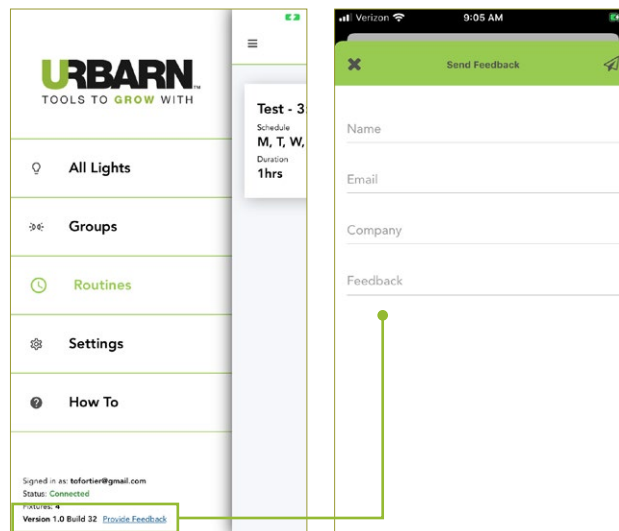 URBARN™
TOOLS TO GROW WITH
All Lights
Groups
Routines
Settings
How To
Signed in as: tofortier@gmail.com
Status: Connected
Fixtures: 4
Version 1.0 Build 32 Provide Feedback
Test - 3
Schedule
M, T, W,
Duration
1hrs
Verizon 9:05 AM
Send Feedback
Name
Email
Company
Feedback